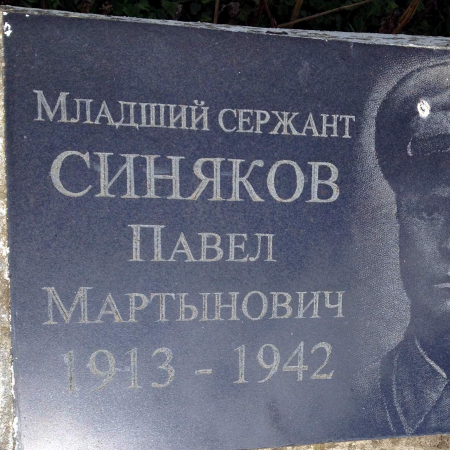 Младший сержант
СИНЯКОВ
Павел
Мартынович
1913 - 1942